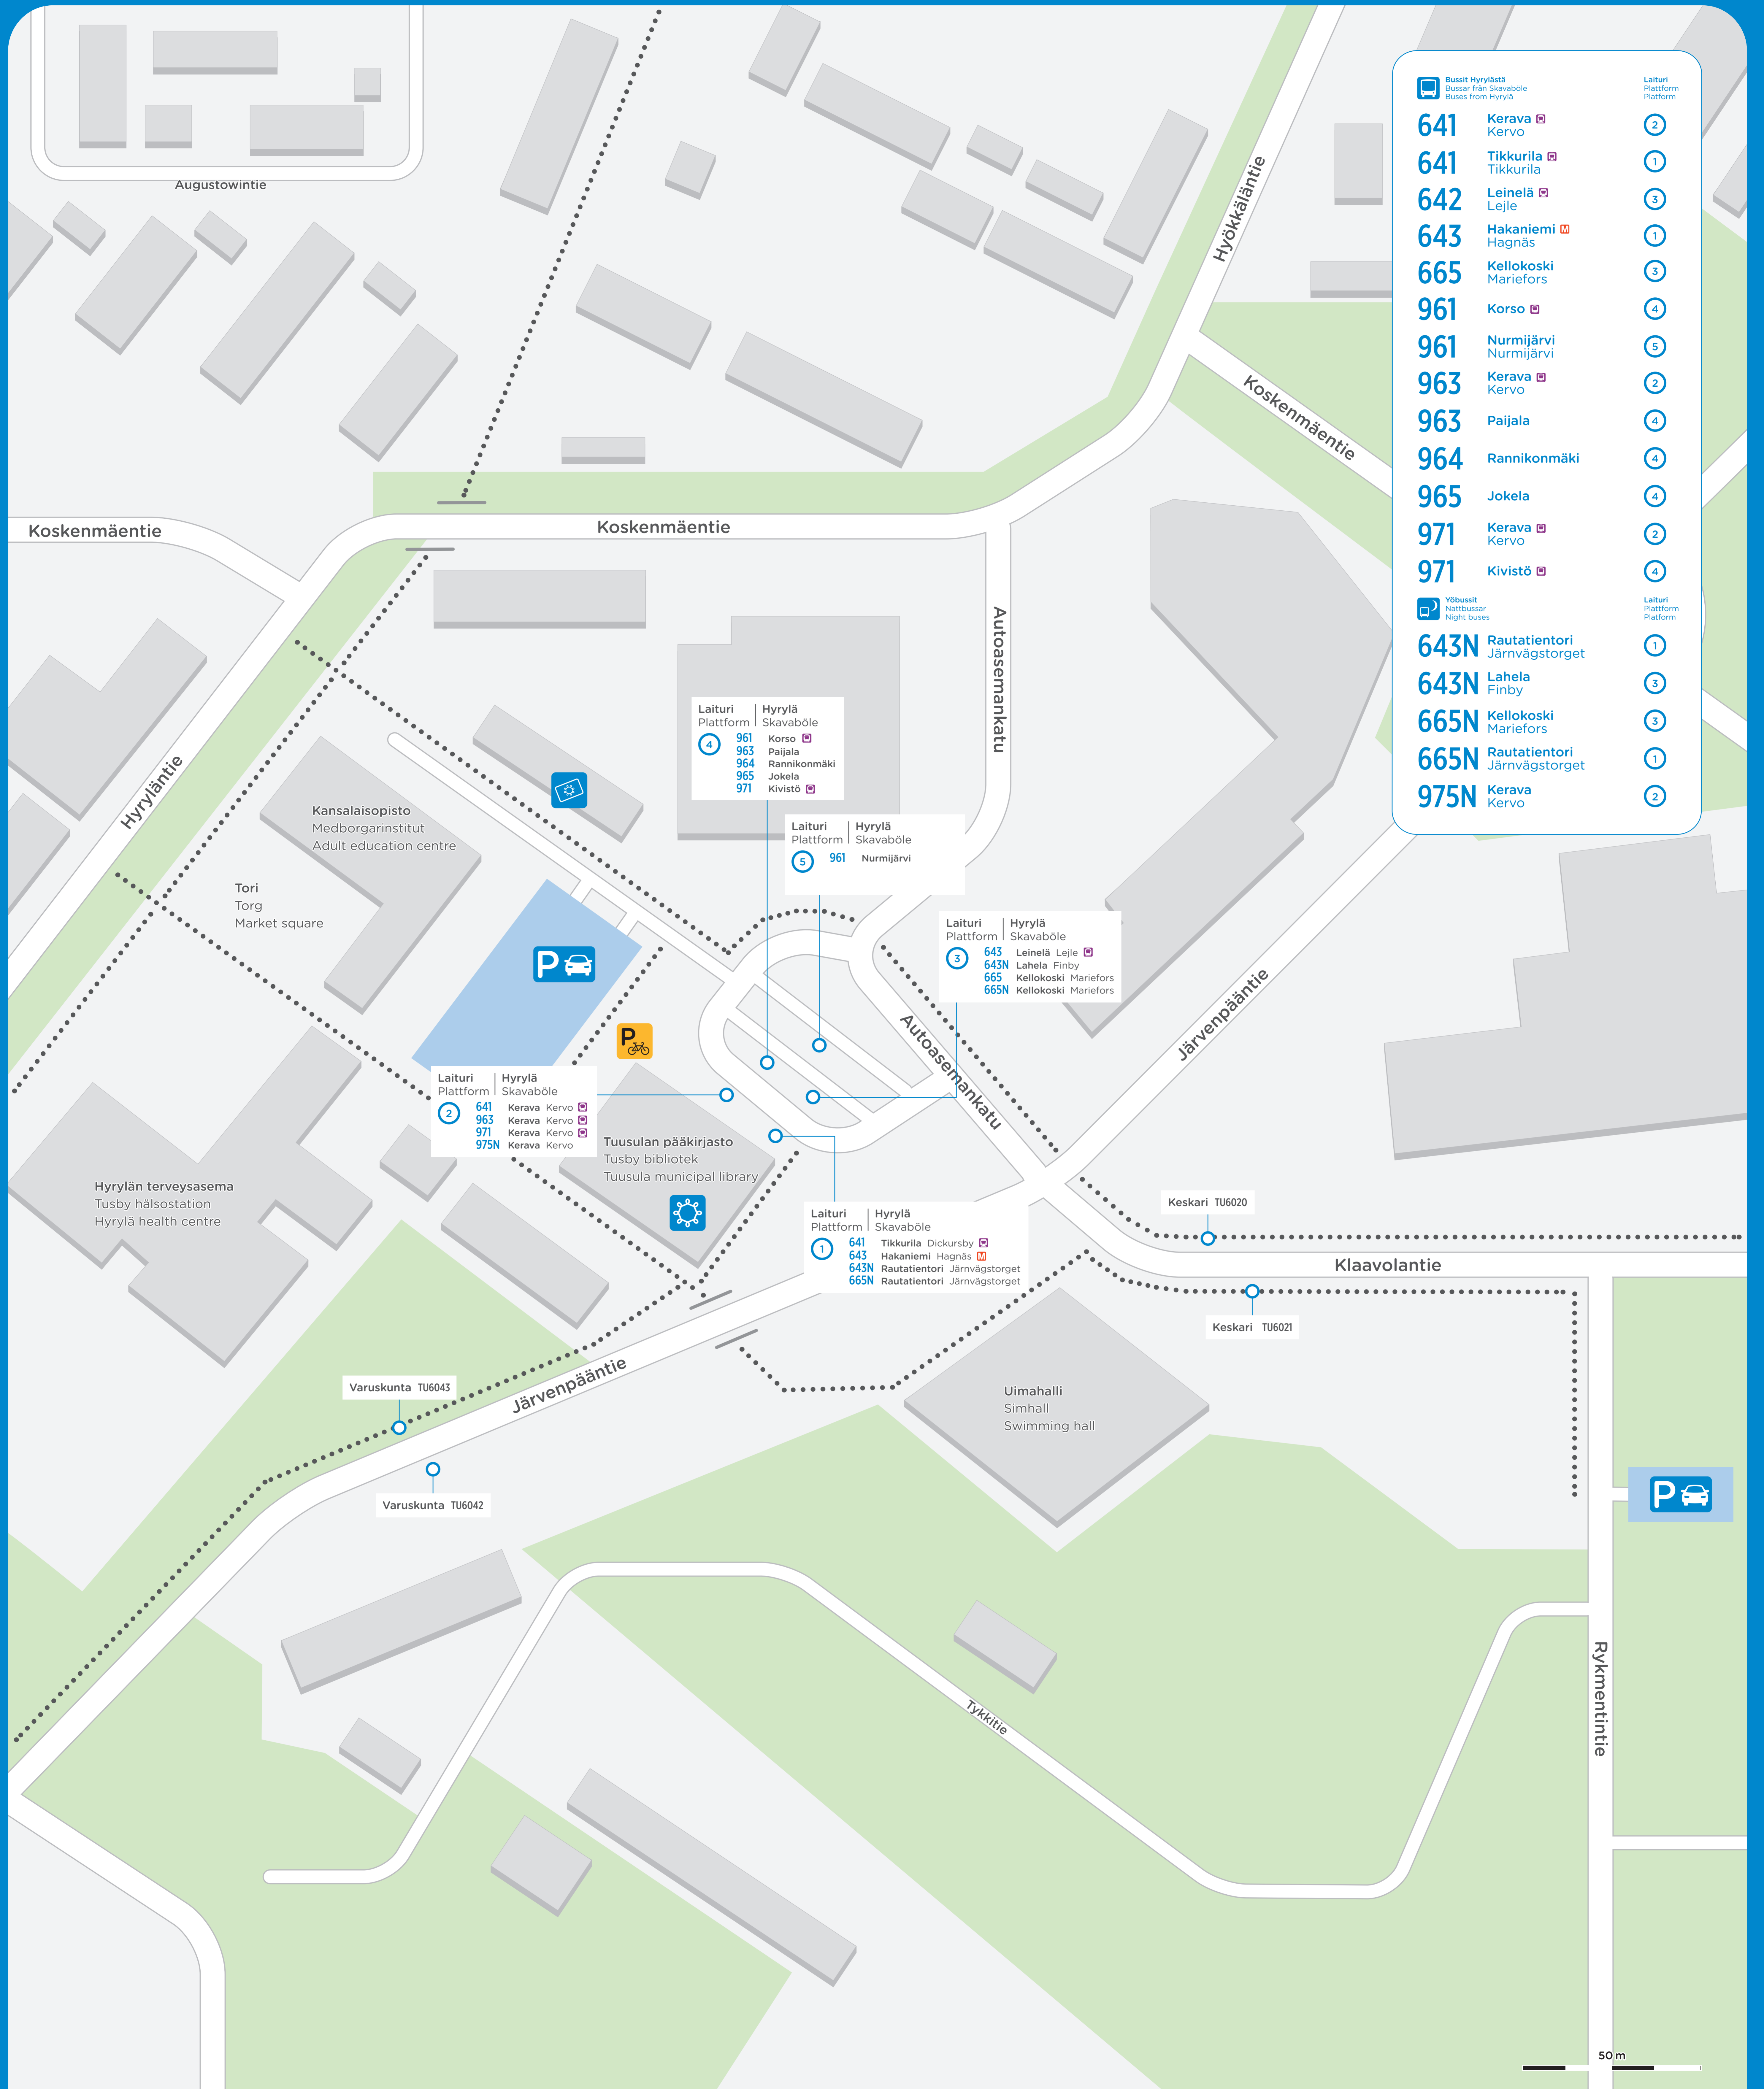 Bussit Hyrylästä
Bussar från Skavaböle
Buses from Hyrylä
Laituri
Plattform
Platform
641 Kerava 2
Kervo
641 Tikkurila 1
Tikkurila
642 Leinelä 3
Lejle
643 Hakaniemi M 1
Hagnäs
665 Kellokoski 3
Mariefors
961 Korso 4
961 Nurmijärvi 5
Nurmijärvi
963 Kerava 2
Kervo
963 Paijala 4
964 Rannikonmäki 4
965 Jokela 4
971 Kerava 2
Kervo
971 Kivistö 4
Yöbussit
Nattbussar
Night buses
Laituri
Plattform
Platform
643N Rautatientori 1
Järnvägstorget
643N Lahela 3
Finby
665N Kellokoski 3
Mariefors
665N Rautatientori 1
Järnvägstorget
975N Kerava 2
Kervo
Augustowintie
Hyökkäläntie
Koskenmäentie
Koskenmäentie
Koskenmäentie
Autoasemankatu
Hyryläntie
Laituri Hyrylä
Plattform Skavaböle
4 961 Korso
963 Paijala
964 Rannikonmäki
965 Jokela
971 Kivistö
Kansalaisopisto
Medborgarinstitut
Adult education centre
Laituri Hyrylä
Plattform Skavaböle
5 961 Nurmijärvi
Tori
Torg
Market square
Laituri Hyrylä
Plattform Skavaböle
3 643 Leinelä Lejle
643N Lahela Finby
665 Kellokoski Mariefors
665N Kellokoski Mariefors
P
P
Autoasemankatu
Järvenpääntie
Laituri Hyrylä
Plattform Skavaböle
2 641 Kerava Kervo
963 Kerava Kervo
971 Kerava Kervo
975N Kerava Kervo
Tuusulan pääkirjasto
Tusby bibliotek
Tuusula municipal library
Hyrylän terveysasema
Tusby hälsostation
Hyrylä health centre
Laituri Hyrylä
Plattform Skavaböle
1 641 Tikkurila Dickursby
643 Hakaniemi Hagnäs M
643N Rautatientori Järnvägstorget
665N Rautatientori Järnvägstorget
Keskari TU6020
Klaavolantie
Keskari TU6021
Järvenpääntie
Varuskunta TU6043
Uimahalli
Simhall
Swimming hall
Varuskunta TU6042
P
Tykkitie
Rykmentintie
50 m